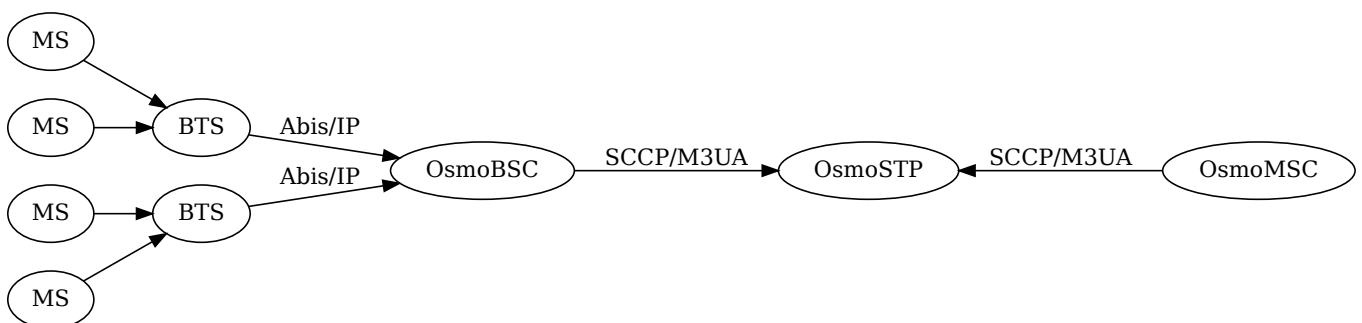 MS
MS
BTS
Abis/IP
OsmoBSC
SCCP/M3UA
OsmoSTP
SCCP/M3UA
OsmoMSC
Abis/IP
MS
BTS
MS